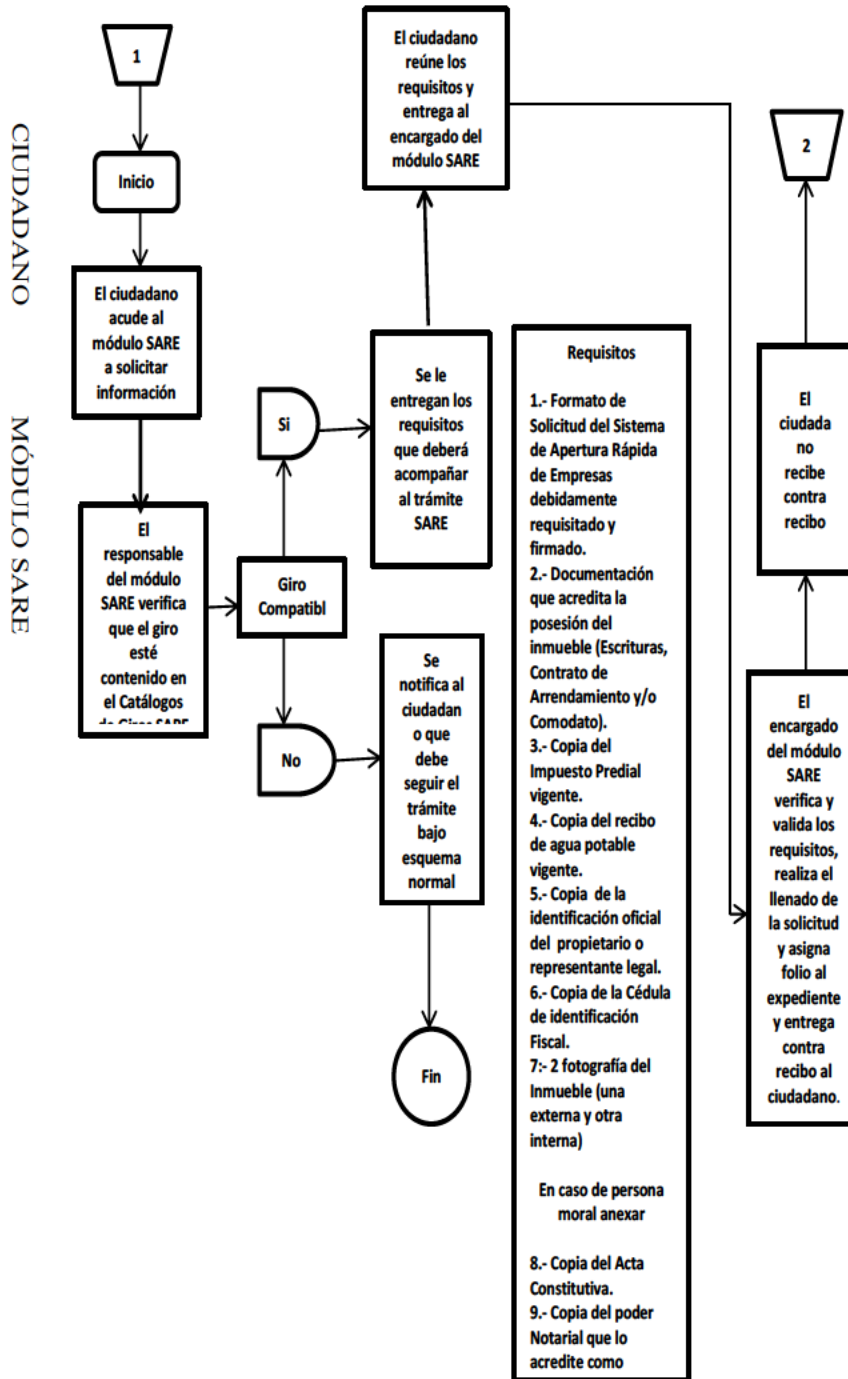 CIUDADANO
MÓDULO SARE
1
Inicio
El ciudadano
acude al
módulo SARE
a solicitar
información
El
responsable
del módulo
SARE verifica
que el giro
esté
contenido en
el Catálogos
de Giros SARE
Giro
Compatibl
Si
No
Se le
entregan los
requisitos
que deberá
acompañar
al trámite
SARE
El ciudadano
reúne los
requisitos y
entrega al
encargado del
módulo SARE
Se
notifica al
ciudadan
o que
debe
seguir el
trámite
bajo
esquema
normal
Fin
Requisitos
1.- Formato de
Solicitud del Sistema
de Apertura Rápida
de Empresas
debidamente
requisitado y
firmado.
2.- Documentación
que acredita la
posesión del
inmueble (Escrituras,
Contrato de
Arrendamiento y/o
Comodato).
3.- Copia del
Impuesto Predial
vigente.
4.- Copia del recibo
de agua potable
vigente.
5.- Copia de la
identificación oficial
del propietario o
representante legal.
6.- Copia de la Cédula
de identificación
Fiscal.
7:- 2 fotografía del
Inmueble (una
externa y otra
interna)
En caso de persona
moral anexar
8.- Copia del Acta
Constitutiva.
9.- Copia del poder
Notarial que lo
acredite como
El
encargado
del módulo
SARE
verifica y
valida los
requisitos,
realiza el
llenado de
la solicitud
y asigna
folio al
expediente
y entrega
contra
recibo al
ciudadano.
El
ciudada
no
recibe
contra
recibo
2